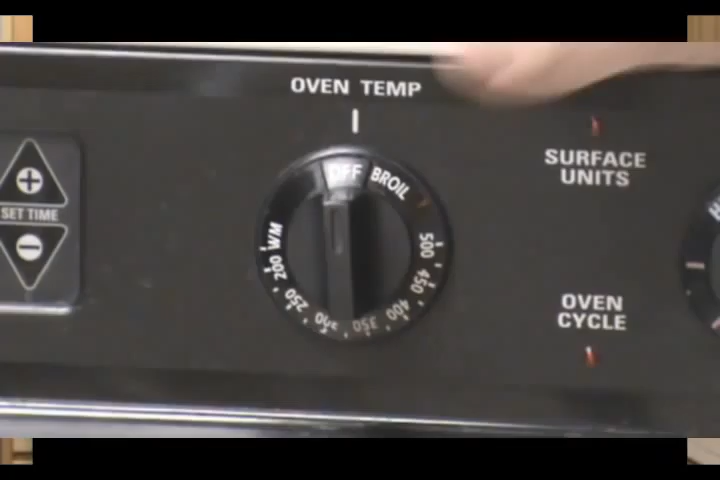 OVEN TEMP
OFF
BROIL
500
450
400
350
300
250
200
WM
SET TIME
SURFACE
UNITS
OVEN
CYCLE